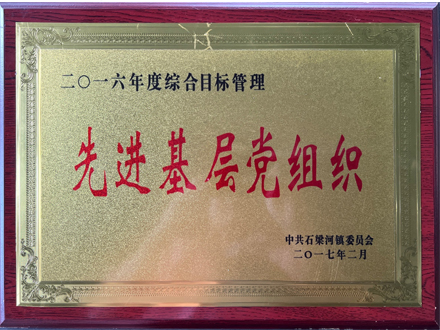 二〇一六年度综合目标管理
先进基层党组织
中共石梁河镇委员会
二〇一七年二月